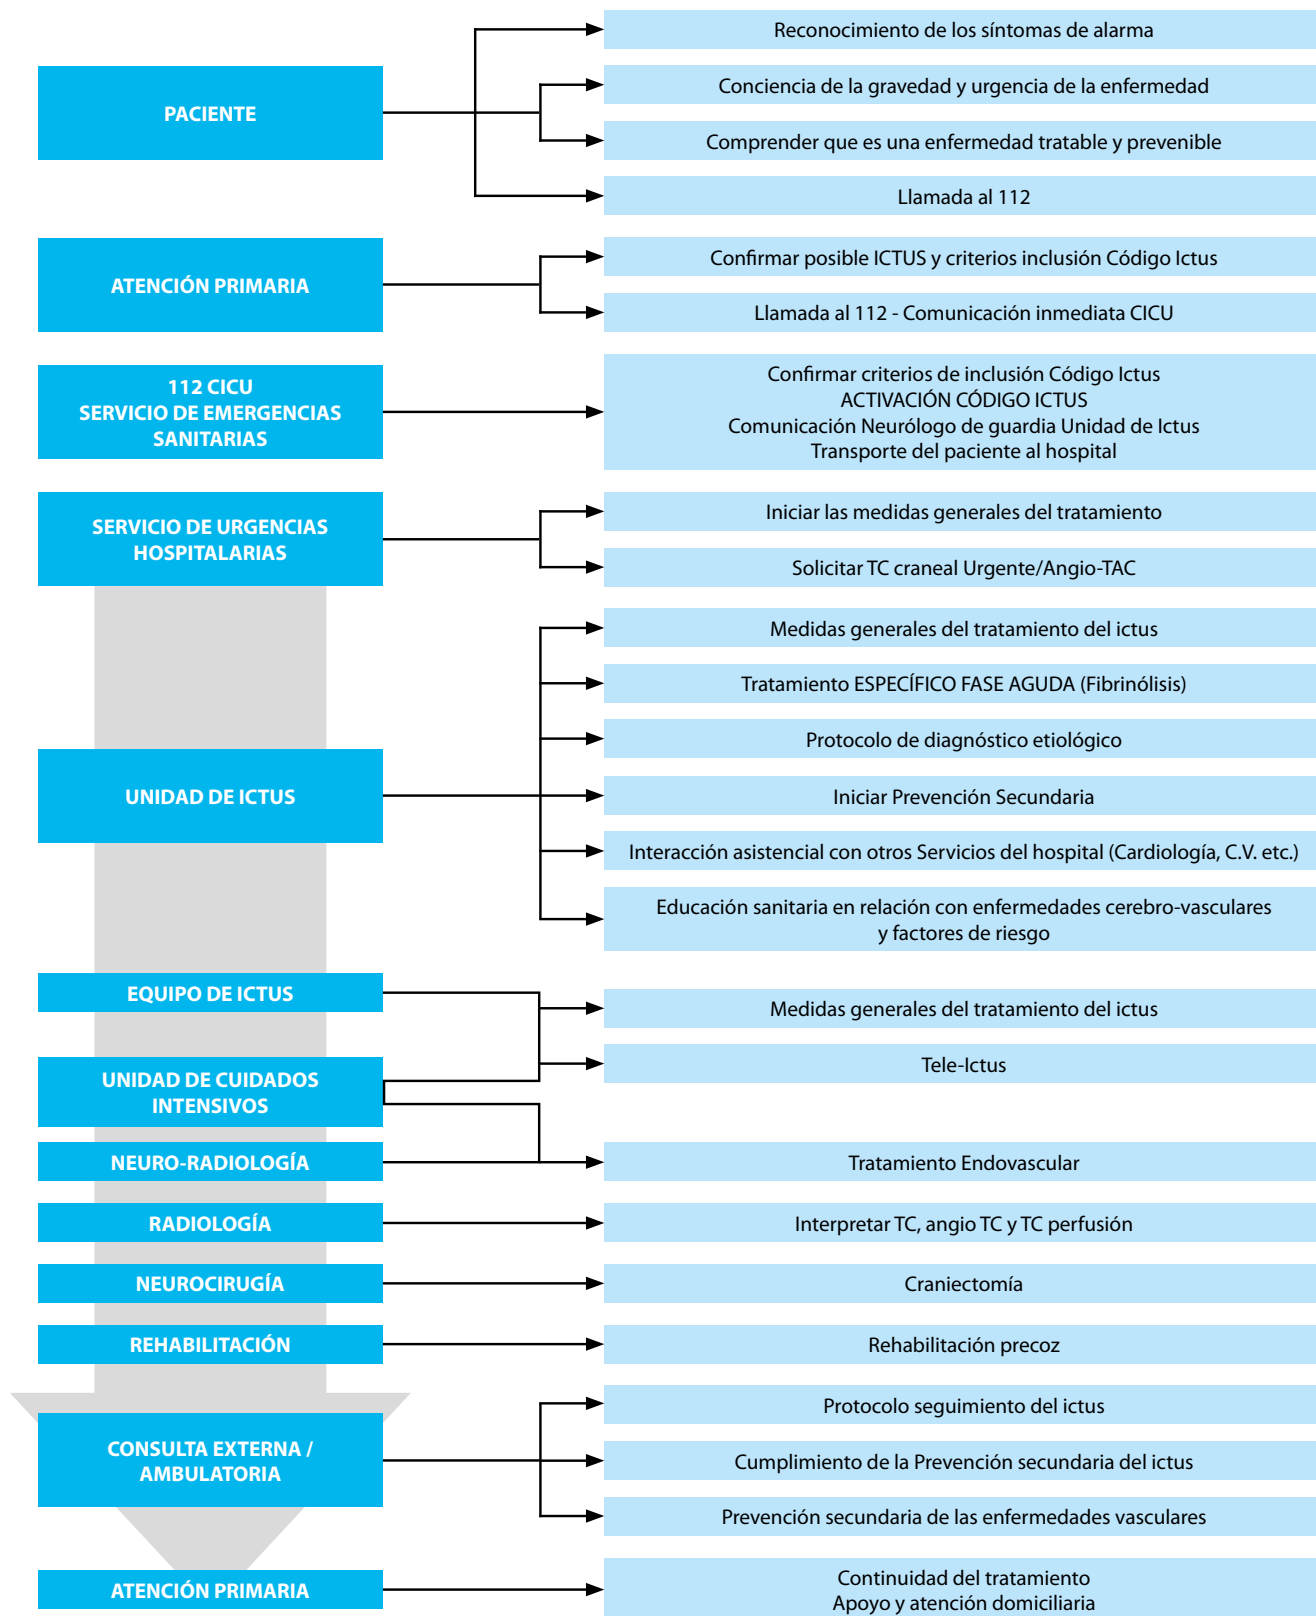 PACIENTE
Reconocimiento de los síntomas de alarma
Conciencia de la gravedad y urgencia de la enfermedad
Comprender que es una enfermedad tratable y prevenible
Llamada al 112
ATENCIÓN PRIMARIA
Confirmar posible ICTUS y criterios inclusión Código Ictus
Llamada al 112 - Comunicación inmediata CICU
112 CICU
SERVICIO DE EMERGENCIAS
SANITARIAS
Confirmar criterios de inclusión Código Ictus
ACTIVACIÓN CÓDIGO ICTUS
Comunicación Neurólogo de guardia Unidad de Ictus
Transporte del paciente al hospital
SERVICIO DE URGENCIAS
HOSPITALARIAS
Iniciar las medidas generales del tratamiento
Solicitar TC craneal Urgente/Angio-TAC
UNIDAD DE ICTUS
Medidas generales del tratamiento del ictus
Tratamiento ESPECÍFICO FASE AGUDA (Fibrinólisis)
Protocolo de diagnóstico etiológico
Iniciar Prevención Secundaria
Interacción asistencial con otros Servicios del hospital (Cardiología, C.V. etc.)
Educación sanitaria en relación con enfermedades cerebro-vasculares
y factores de riesgo
EQUIPO DE ICTUS
Medidas generales del tratamiento del ictus
Tele-Ictus
UNIDAD DE CUIDADOS
INTENSIVOS
NEURO-RADIOLOGÍA
Tratamiento Endovascular
RADIOLOGÍA
Interpretar TC, angio TC y TC perfusión
NEUROCIRUGÍA
Craniectomía
REHABILITACIÓN
Rehabilitación precoz
CONSULTA EXTERNA /
AMBULATORIA
Protocolo seguimiento del ictus
Cumplimiento de la Prevención secundaria del ictus
Prevención secundaria de las enfermedades vasculares
ATENCIÓN PRIMARIA
Continuidad del tratamiento
Apoyo y atención domiciliaria